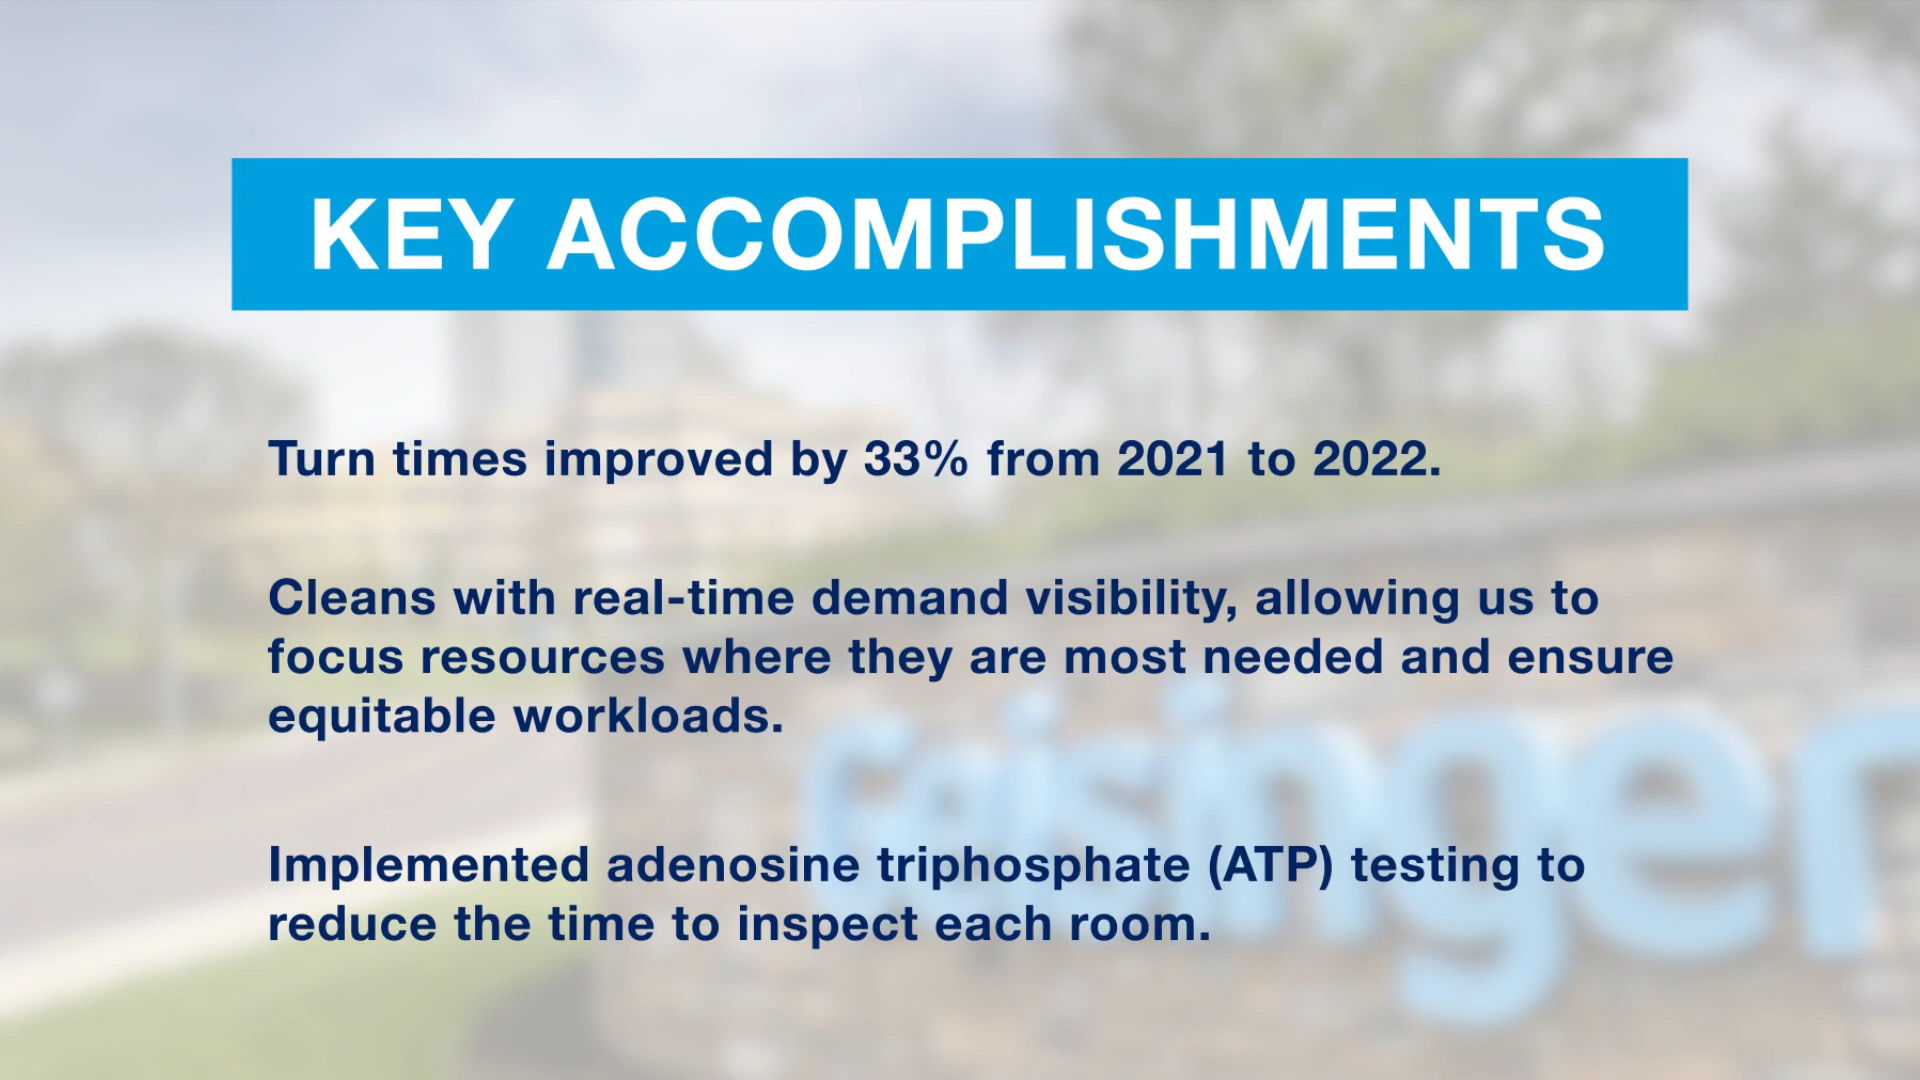 KEY ACCOMPLISHMENTS
Turn times improved by 33% from 2021 to 2022.
Cleans with real-time demand visibility, allowing us to
focus resources where they are most needed and ensure
equitable workloads.
Geisinger
Implemented adenosine triphosphate (ATP) testing to
reduce the time to inspect each room.